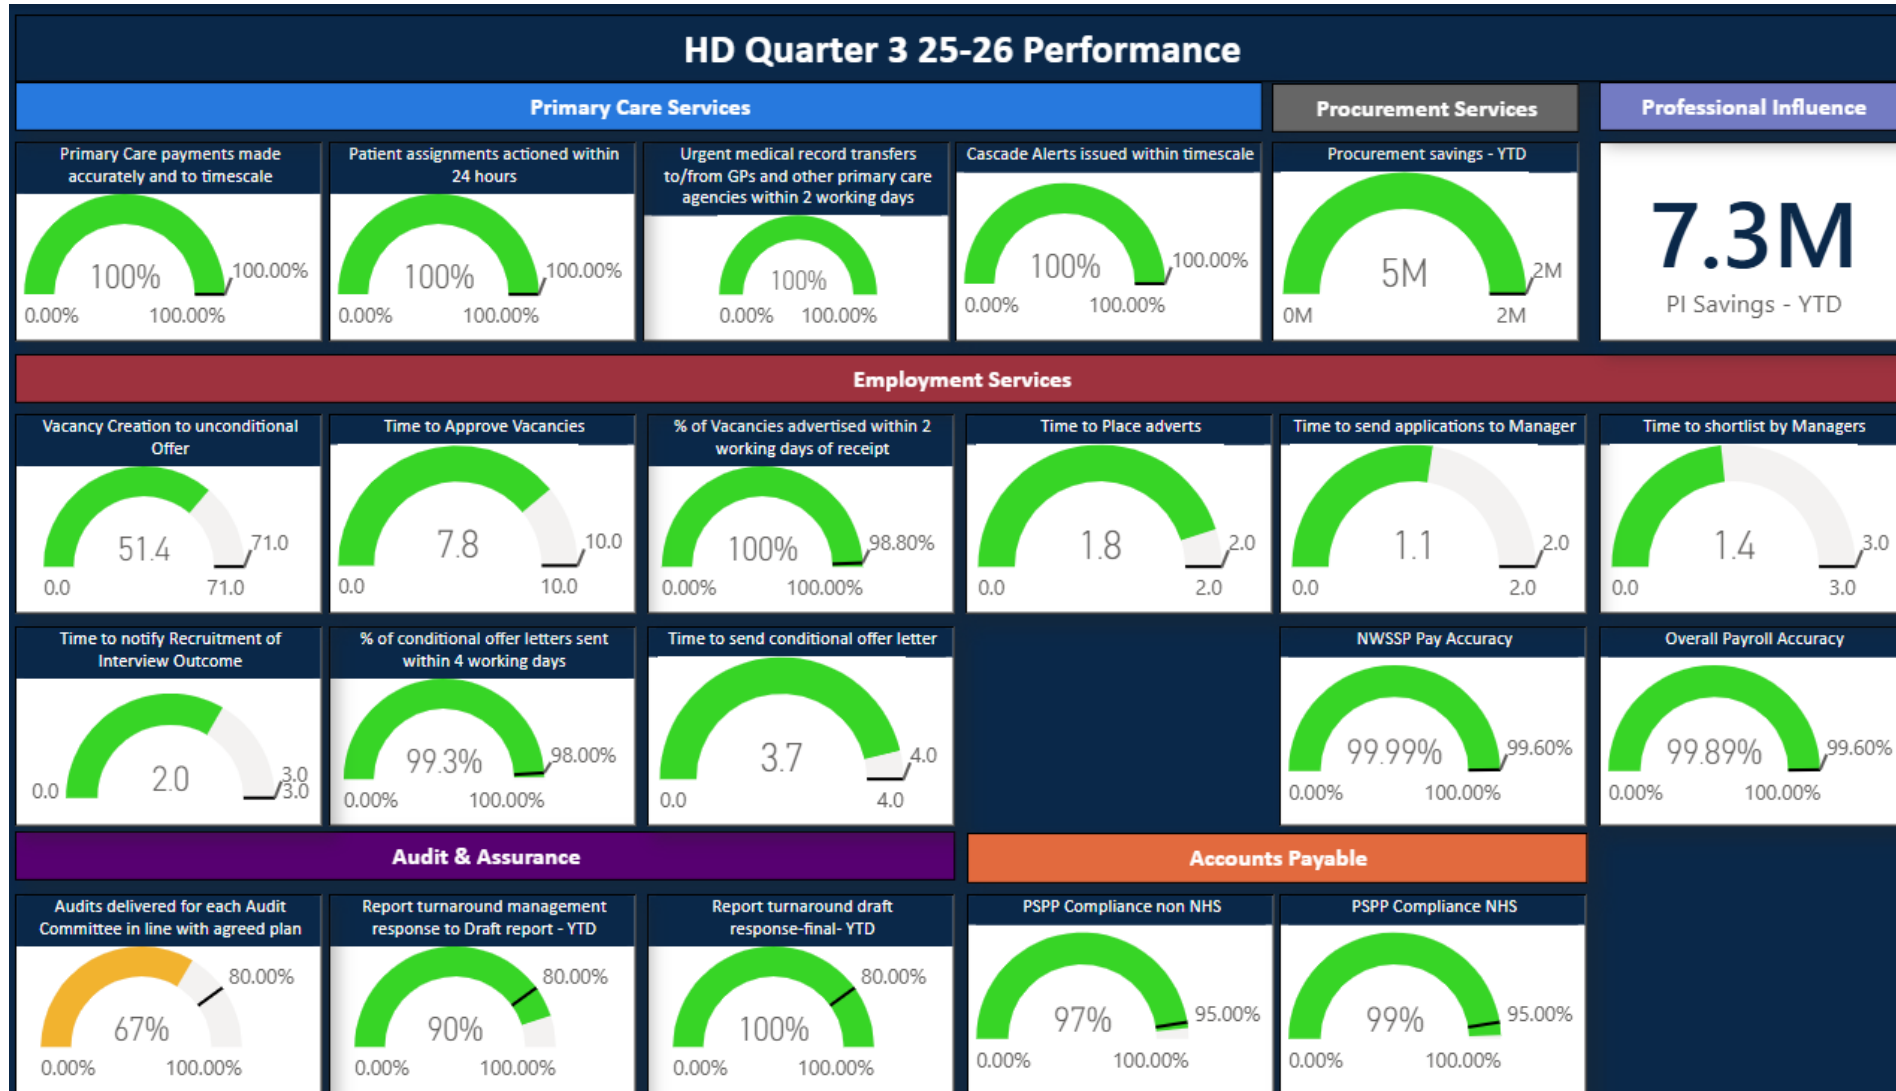 HD Quarter 3 25-26 Performance
Primary Care Services
Procurement Services
Professional Influence
Primary Care payments made
accurately and to timescale
100%
100.00%
0.00%
100.00%
Patient assignments actioned within
24 hours
100%
100.00%
0.00%
100.00%
Urgent medical record transfers
to/from GPs and other primary care
agencies within 2 working days
100%
0.00%
100.00%
Cascade Alerts issued within timescale
100%
100.00%
0.00%
100.00%
Procurement savings - YTD
5M
2M
0M
2M
7.3M
PI Savings - YTD
Employment Services
Vacancy Creation to unconditional
Offer
51.4
71.0
0.0
71.0
Time to Approve Vacancies
7.8
10.0
0.0
10.0
% of Vacancies advertised within 2
working days of receipt
100%
98.80%
0.00%
100.00%
Time to Place adverts
1.8
2.0
0.0
2.0
Time to send applications to Manager
1.1
2.0
0.0
2.0
Time to shortlist by Managers
1.4
3.0
0.0
3.0
Time to notify Recruitment of
Interview Outcome
2.0
3.0
0.0
3.0
% of conditional offer letters sent
within 4 working days
99.3%
98.00%
0.00%
100.00%
Time to send conditional offer letter
3.7
4.0
0.0
4.0
NWSSP Pay Accuracy
99.99%
99.60%
0.00%
100.00%
Overall Payroll Accuracy
99.89%
99.60%
0.00%
100.00%
Audit & Assurance
Accounts Payable
Audits delivered for each Audit
Committee in line with agreed plan
80.00%
67%
0.00%
100.00%
Report turnaround management
response to Draft report - YTD
80.00%
90%
0.00%
100.00%
Report turnaround draft
response-final- YTD
80.00%
100%
0.00%
100.00%
PSPP Compliance non NHS
97%
95.00%
0.00%
100.00%
PSPP Compliance NHS
99%
95.00%
0.00%
100.00%